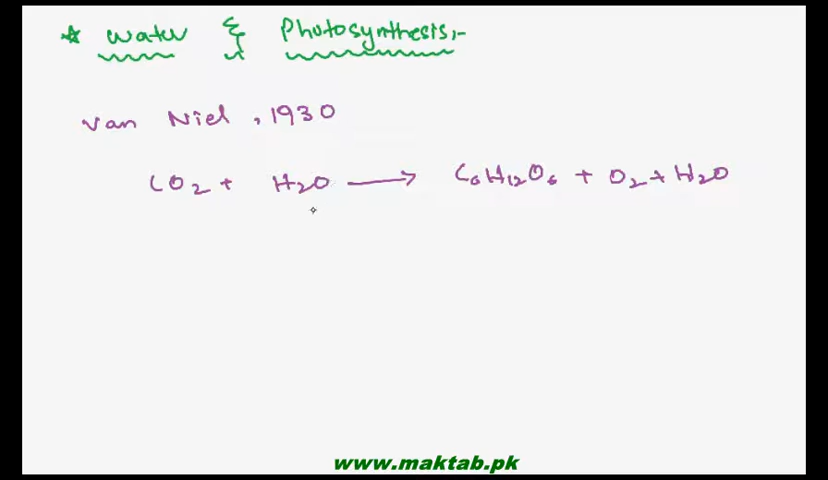 * Water & Photosynthesis:-
Van Niel, 1930
CO₂ + H₂O → C₆H₁₂O₆ + O₂ + H₂O
www.maktab.pk